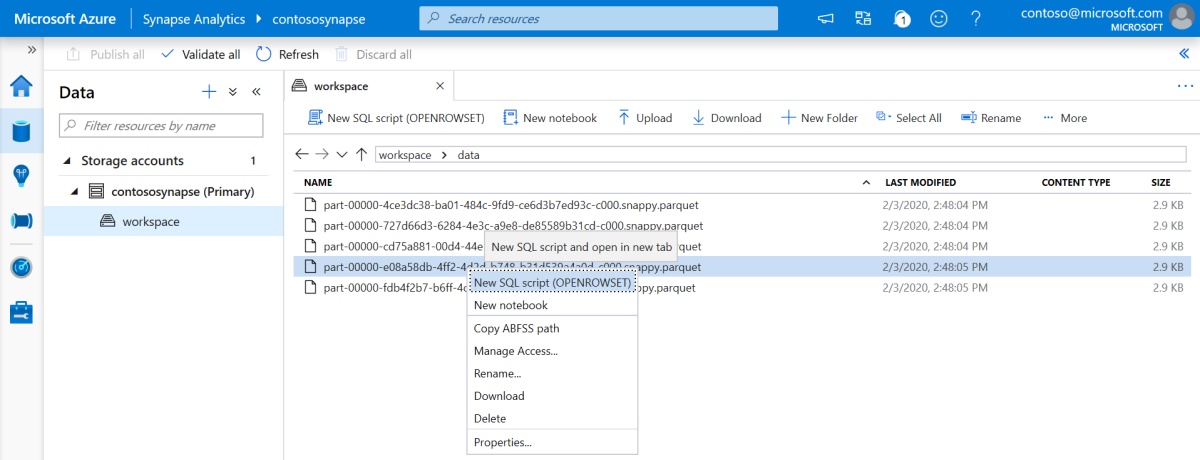 Microsoft Azure Synapse Analytics contososynapse Search resources 1 contoso@microsoft.com
MICROSOFT
Publish all Validate all Refresh Discard all
Data
Filter resources by name
Storage accounts 1
contososynapse (Primary)
workspace
workspace
New SQL script (OPENROWSET) New notebook Upload Download New Folder Select All Rename More
workspace data
NAME LAST MODIFIED CONTENT TYPE SIZE
part-00000-4ce3dc38-ba01-484c-9fd9-ce6d3b7ed93c-c000.snappy.parquet 2/3/2020, 2:48:04 PM 2.9 KB
part-00000-727d66d3-6284-4e3c-a9e8-de85589b31cd-c000.snappy.parquet 2/3/2020, 2:48:04 PM 2.9 KB
part-00000-cd75a881-00d4-44e .parquet 2/3/2020, 2:48:04 PM 2.9 KB
New SQL script and open in new tab
part-00000-e08a58db-4ff2-4d2d-b748-b31d539a4a0d-c000.snappy.parquet 2/3/2020, 2:48:05 PM 2.9 KB
part-00000-fdb4f2b7-b6ff-4 ppy.parquet 2/3/2020, 2:48:05 PM 2.9 KB
New SQL script (OPENROWSET)
New notebook
Copy ABFSS path
Manage Access...
Rename...
Download
Delete
Properties...